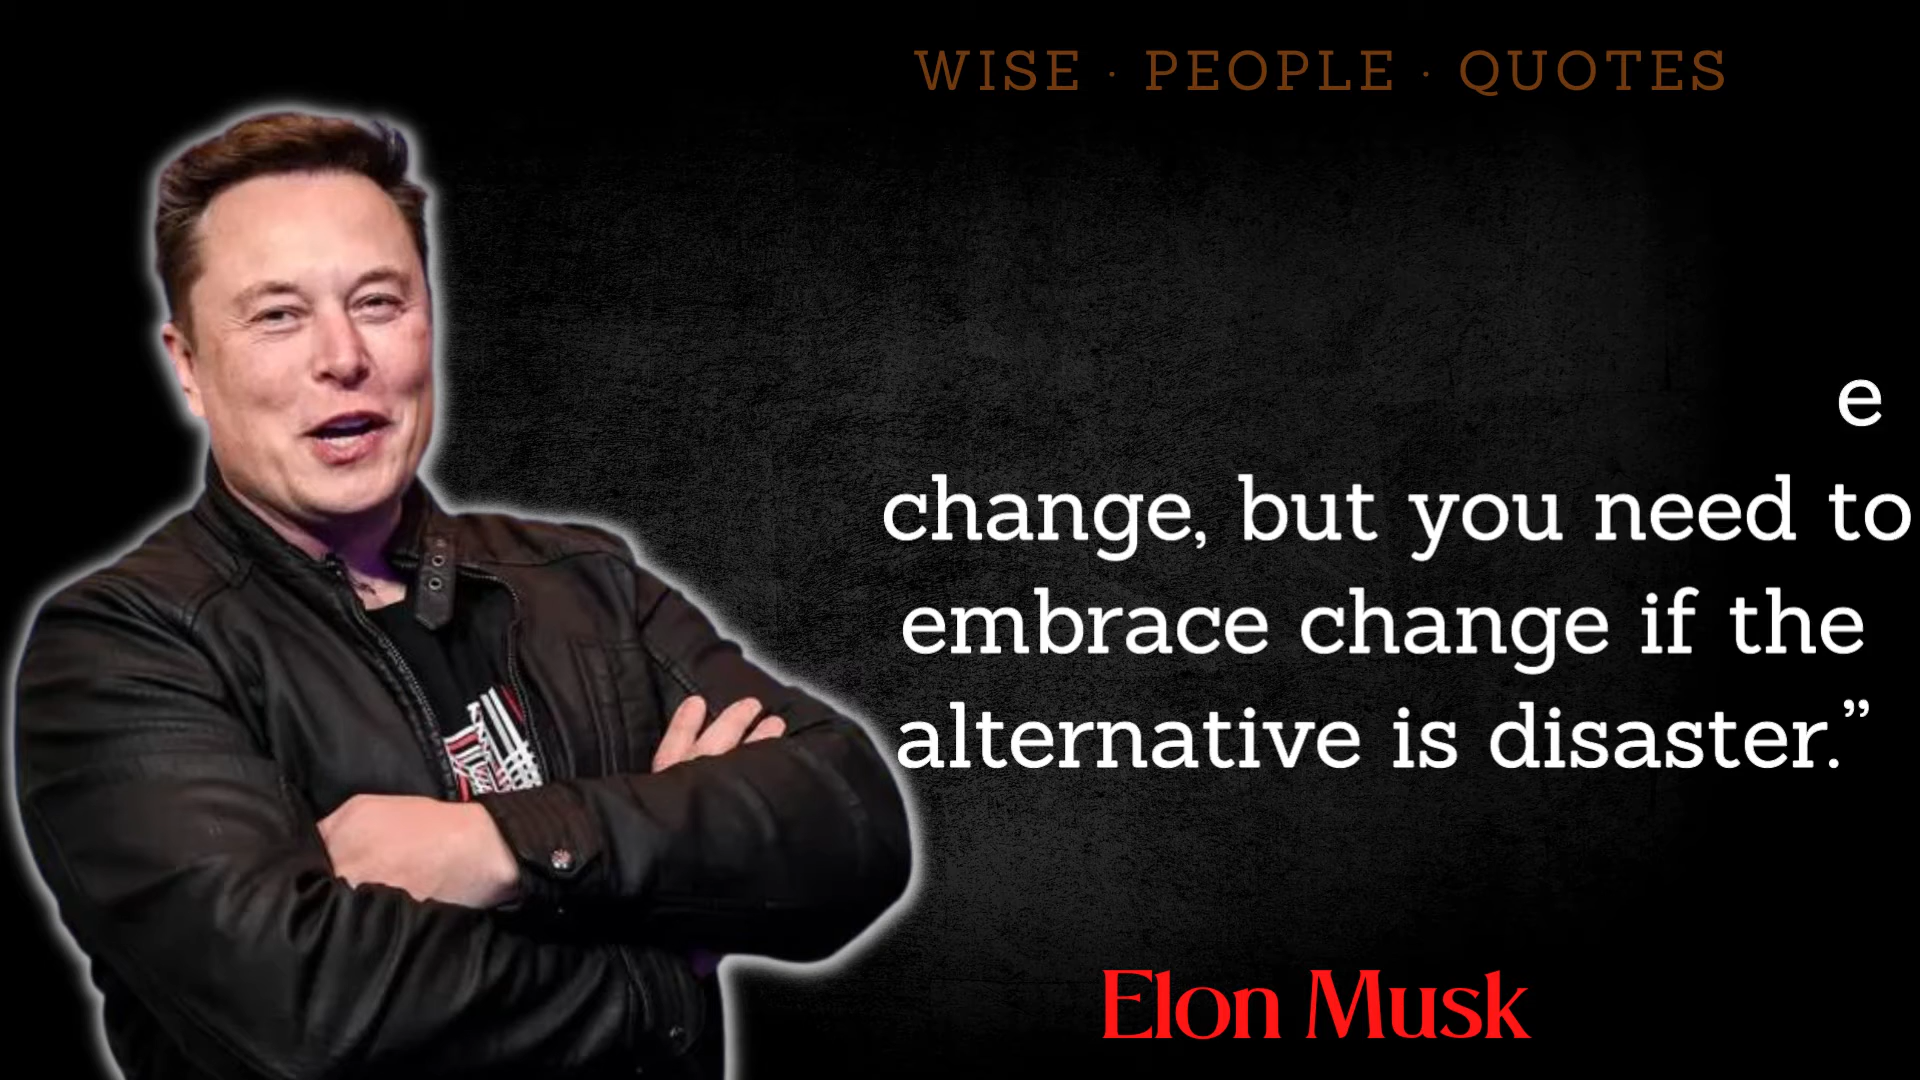 WISE · PEOPLE · QUOTES
e
change, but you need to
embrace change if the
alternative is disaster.”
Elon Musk